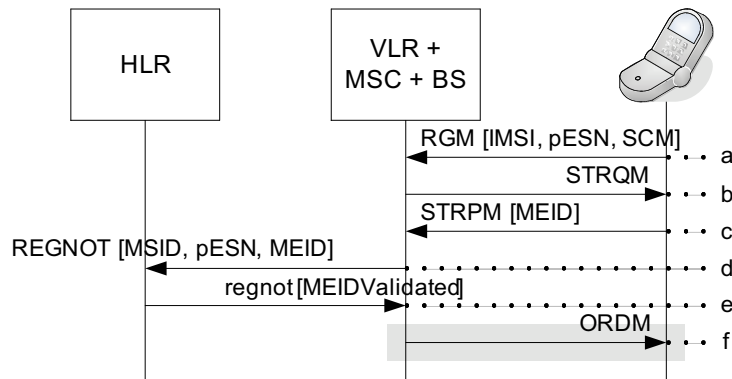 HLR
VLR +
MSC + BS
RGM [IMSI, pESN, SCM]
a
STRQM
b
STRPM [MEID]
c
REGNOT [MSID, pESN, MEID]
d
regnot[MEIDValidated]
e
ORDM
f